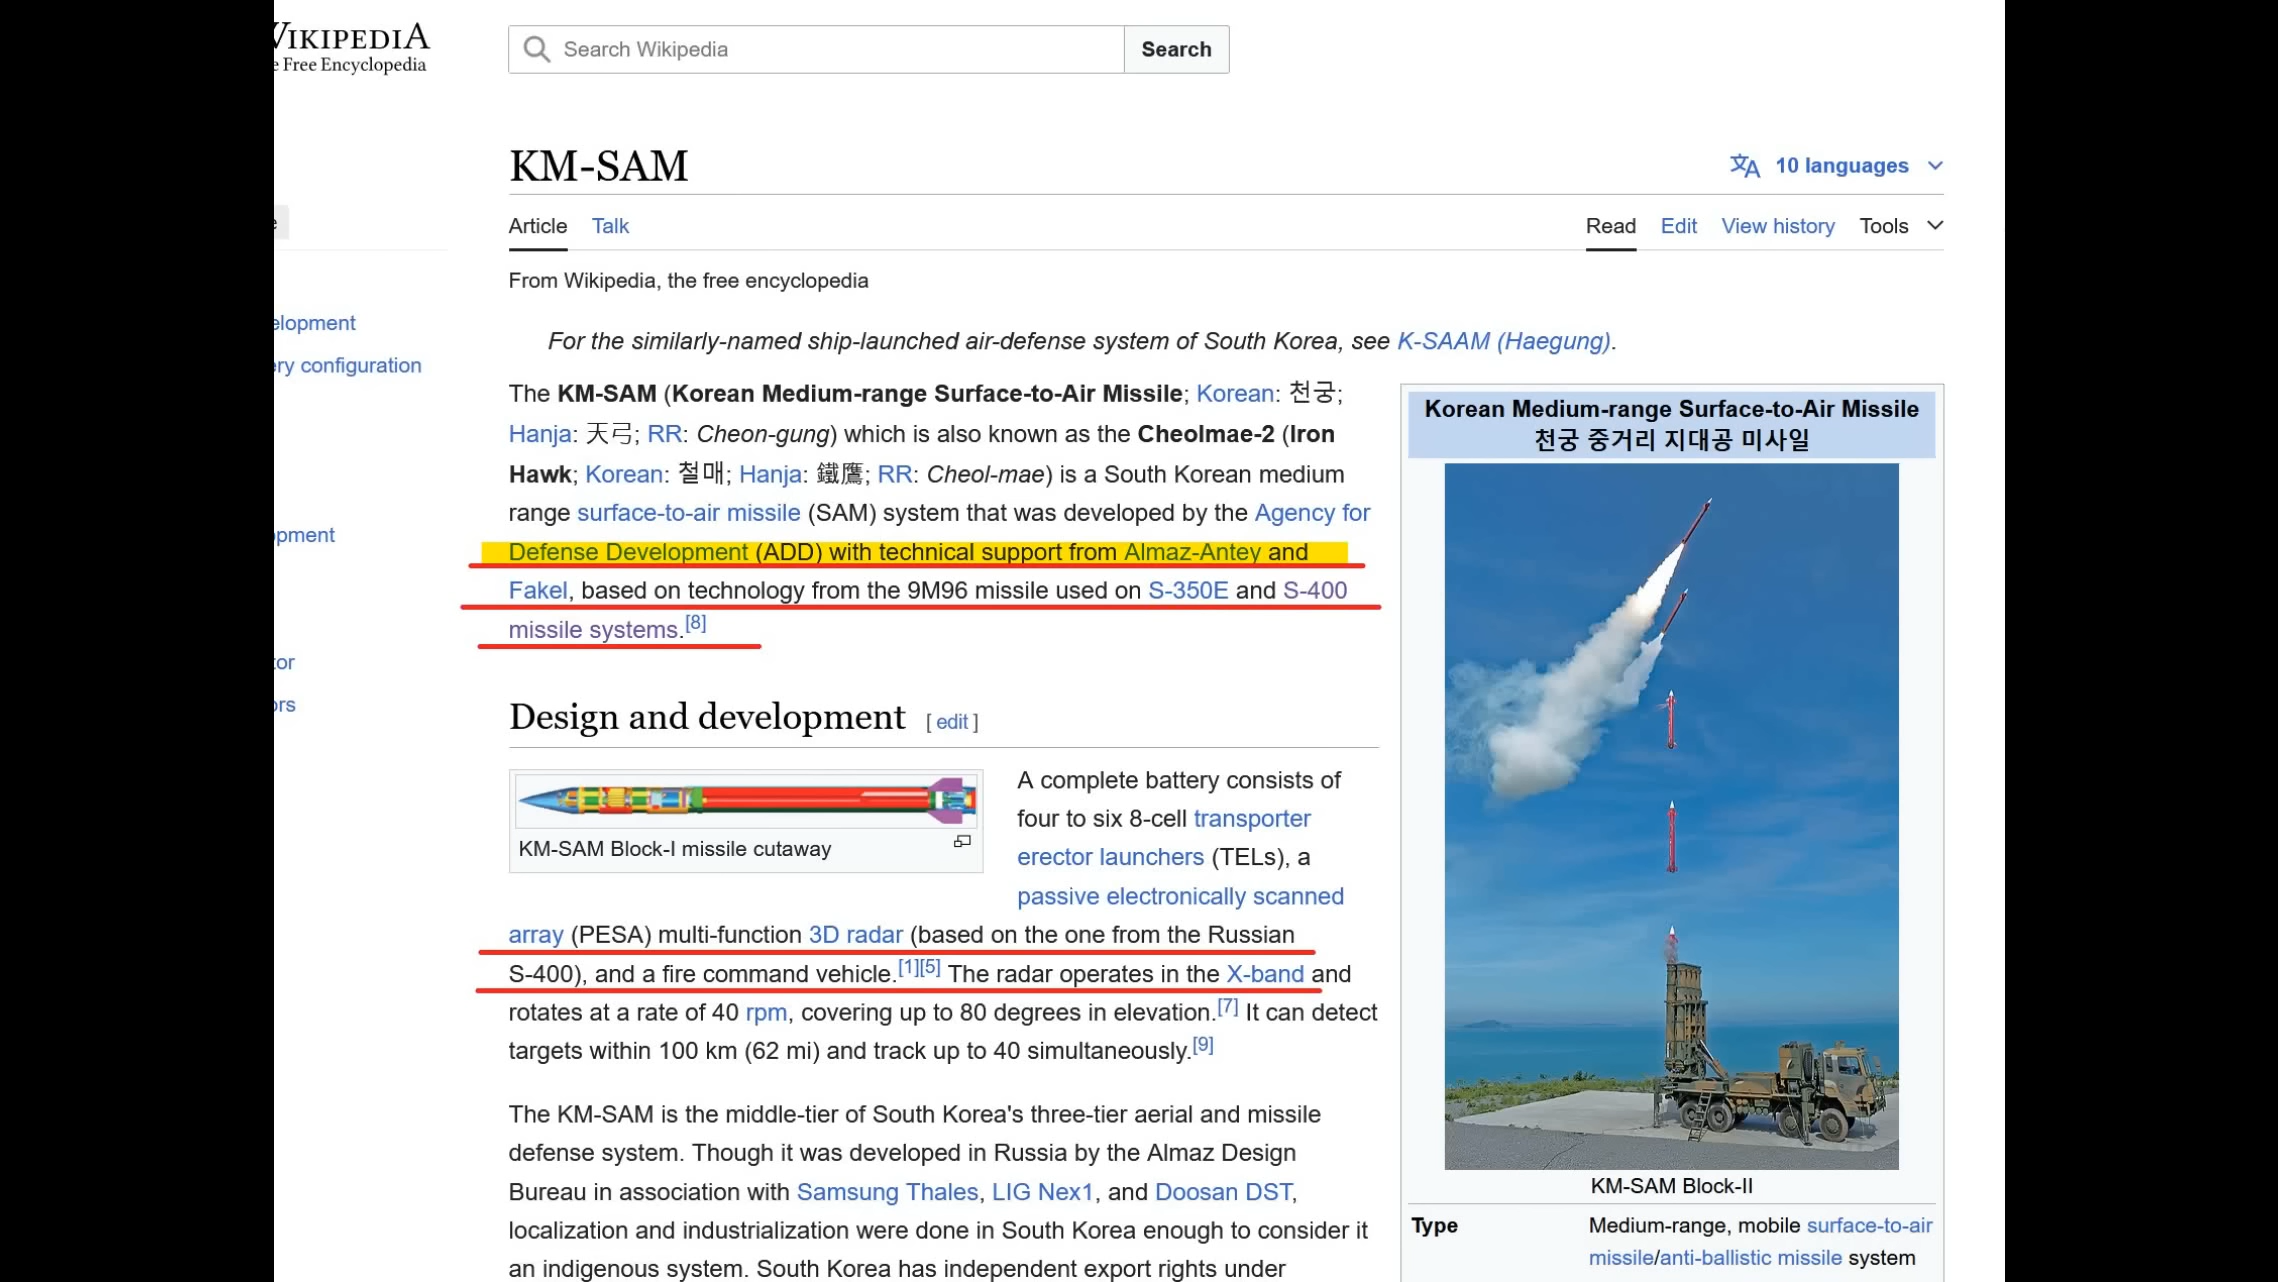 WIKIPEDIA
e Free Encyclopedia
Search Wikipedia
Search
KM-SAM
10 languages
Article Talk
Read Edit View history Tools
From Wikipedia, the free encyclopedia
elopment
ery configuration
pment
tor
ors
For the similarly-named ship-launched air-defense system of South Korea, see K-SAAM (Haegung).
The KM-SAM (Korean Medium-range Surface-to-Air Missile; Korean: 천궁;
Hanja: 天弓; RR: Cheon-gung) which is also known as the Cheolmae-2 (Iron
Hawk; Korean: 철매; Hanja: 鐵鷹; RR: Cheol-mae) is a South Korean medium
range surface-to-air missile (SAM) system that was developed by the Agency for
Defense Development (ADD) with technical support from Almaz-Antey and
Fakel, based on technology from the 9M96 missile used on S-350E and S-400
missile systems.[8]
Design and development [ edit ]
KM-SAM Block-I missile cutaway
A complete battery consists of
four to six 8-cell transporter
erector launchers (TELs), a
passive electronically scanned
array (PESA) multi-function 3D radar (based on the one from the Russian
S-400), and a fire command vehicle.[1][5] The radar operates in the X-band and
rotates at a rate of 40 rpm, covering up to 80 degrees in elevation.[7] It can detect
targets within 100 km (62 mi) and track up to 40 simultaneously.[9]
The KM-SAM is the middle-tier of South Korea's three-tier aerial and missile
defense system. Though it was developed in Russia by the Almaz Design
Bureau in association with Samsung Thales, LIG Nex1, and Doosan DST,
localization and industrialization were done in South Korea enough to consider it
an indigenous system. South Korea has independent export rights under
Korean Medium-range Surface-to-Air Missile
천궁 중거리 지대공 미사일
KM-SAM Block-II
Type Medium-range, mobile surface-to-air
missile/anti-ballistic missile system